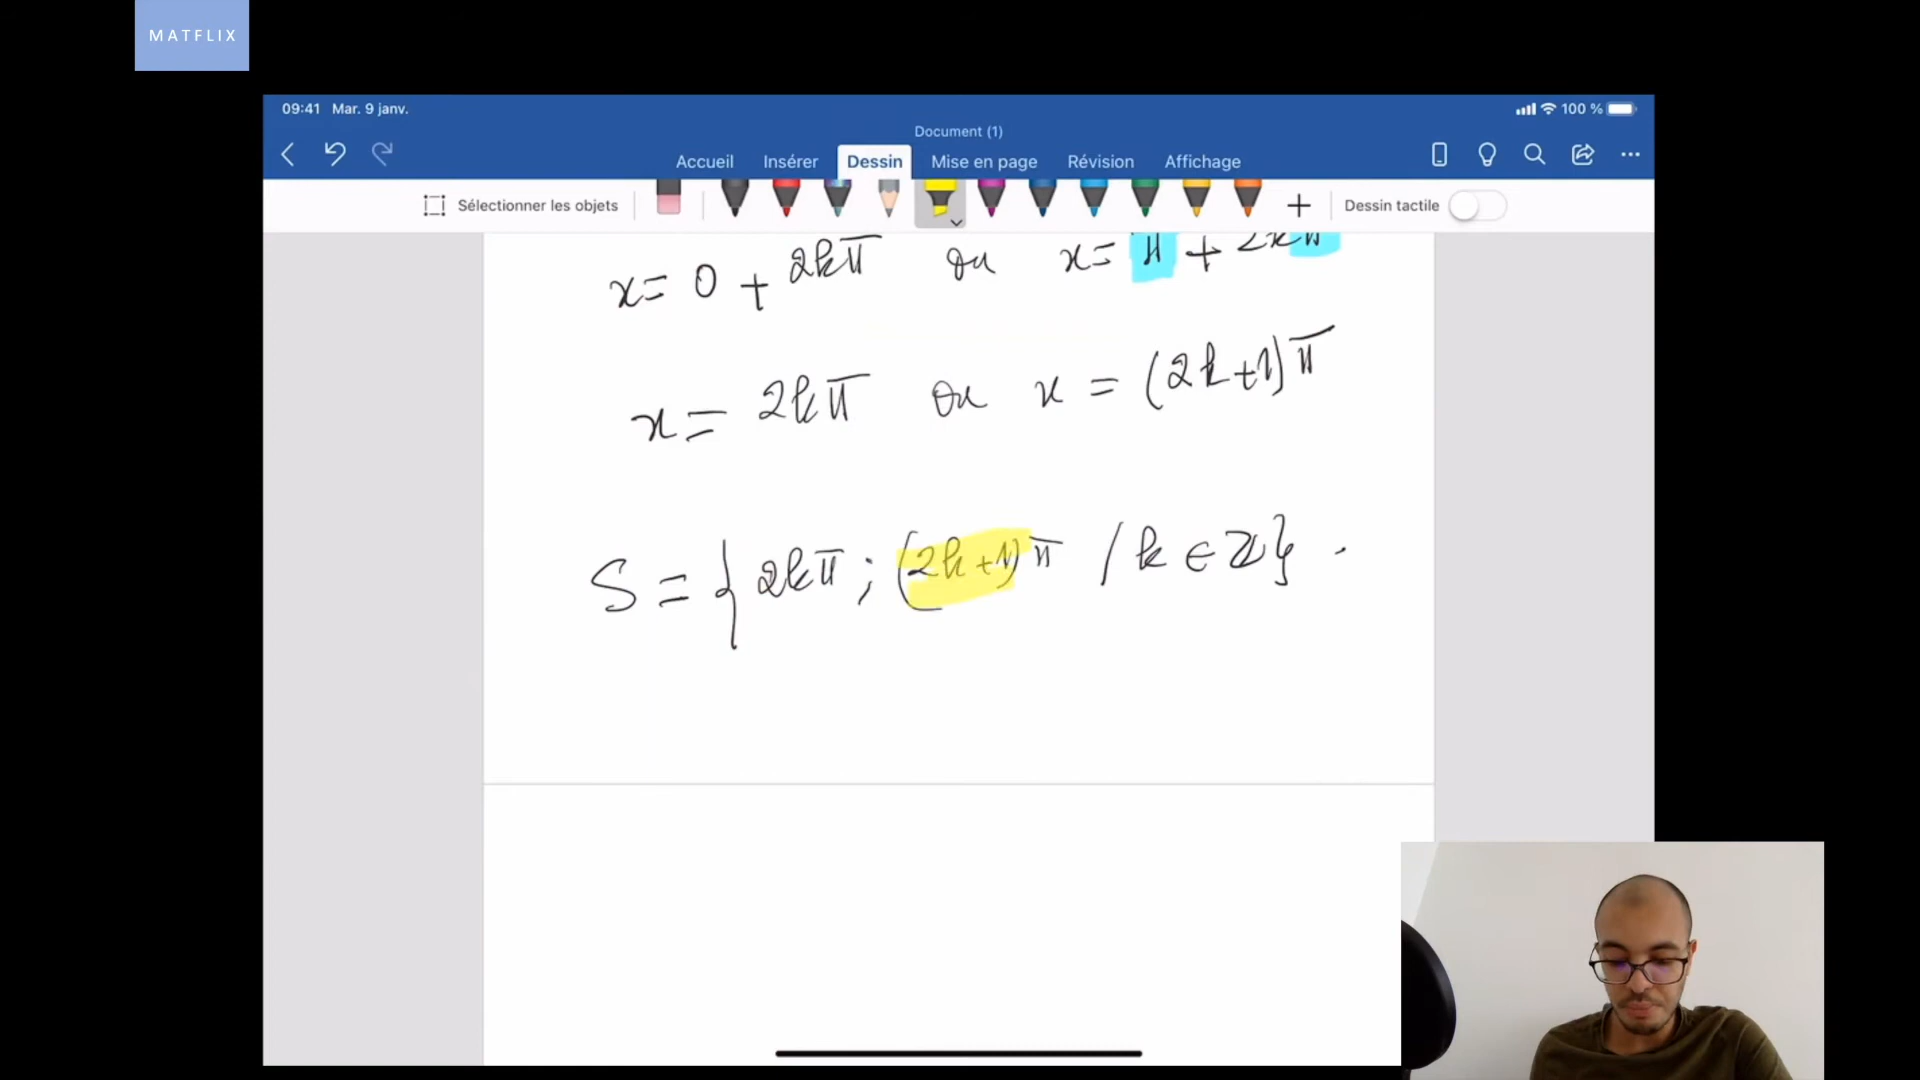 MATFLIX
09:41 Mar. 9 janv.
100 %
Document (1)
Accueil Insérer Dessin Mise en page Révision Affichage
Sélectionner les objets
Dessin tactile
x = 0 + 2kπ ou x = π + 2kπ
x = 2kπ ou x = (2k+1)π
S = { 2kπ ; (2k+1)π / k ∈ ℤ } .